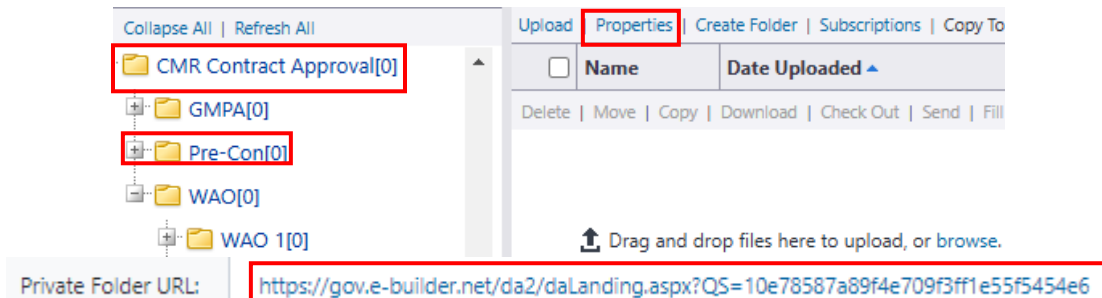 Collapse All | Refresh All
Upload | Properties | Create Folder | Subscriptions | Copy To
CMR Contract Approval[0]
Name Date Uploaded
GMPA[0]
Delete | Move | Copy | Download | Check Out | Send | Fill
Pre-Con[0]
WAO[0]
WAO 1[0]
Drag and drop files here to upload, or browse.
Private Folder URL: https://gov.e-builder.net/da2/daLanding.aspx?QS=10e78587a89f4e709f3ff1e55f5454e6